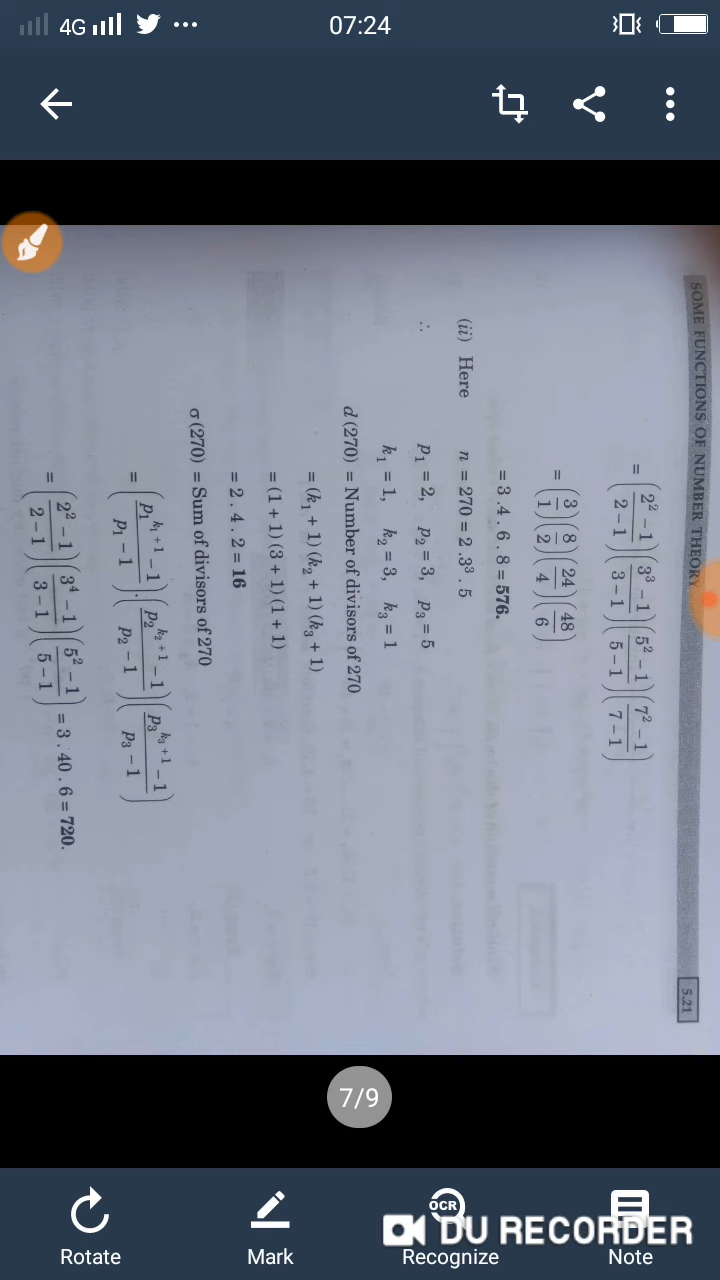 4G 07:24
SOME FUNCTIONS OF NUMBER THEORY 5.21
= (2² − 1 / 2 − 1) (3³ − 1 / 3 − 1) (5² − 1 / 5 − 1) (7² − 1 / 7 − 1)
= (3/1) (8/2) (24/4) (48/6)
= 3 . 4 . 6 . 8 = 576.
(ii) Here n = 270 = 2 . 3³ . 5
∴ p₁ = 2, p₂ = 3, p₃ = 5
k₁ = 1, k₂ = 3, k₃ = 1
d (270) = Number of divisors of 270
= (k₁ + 1) (k₂ + 1) (k₃ + 1)
= (1 + 1) (3 + 1) (1 + 1)
= 2 . 4 . 2 = 16
σ (270) = Sum of divisors of 270
= (p₁^(k₁ + 1) − 1 / p₁ − 1) . (p₂^(k₂ + 1) − 1 / p₂ − 1) (p₃^(k₃ + 1) − 1 / p₃ − 1)
= (2² − 1 / 2 − 1) (3⁴ − 1 / 3 − 1) (5² − 1 / 5 − 1) = 3 . 40 . 6 = 720.
7/9
OCR
DU RECORDER
Rotate Mark Recognize Note